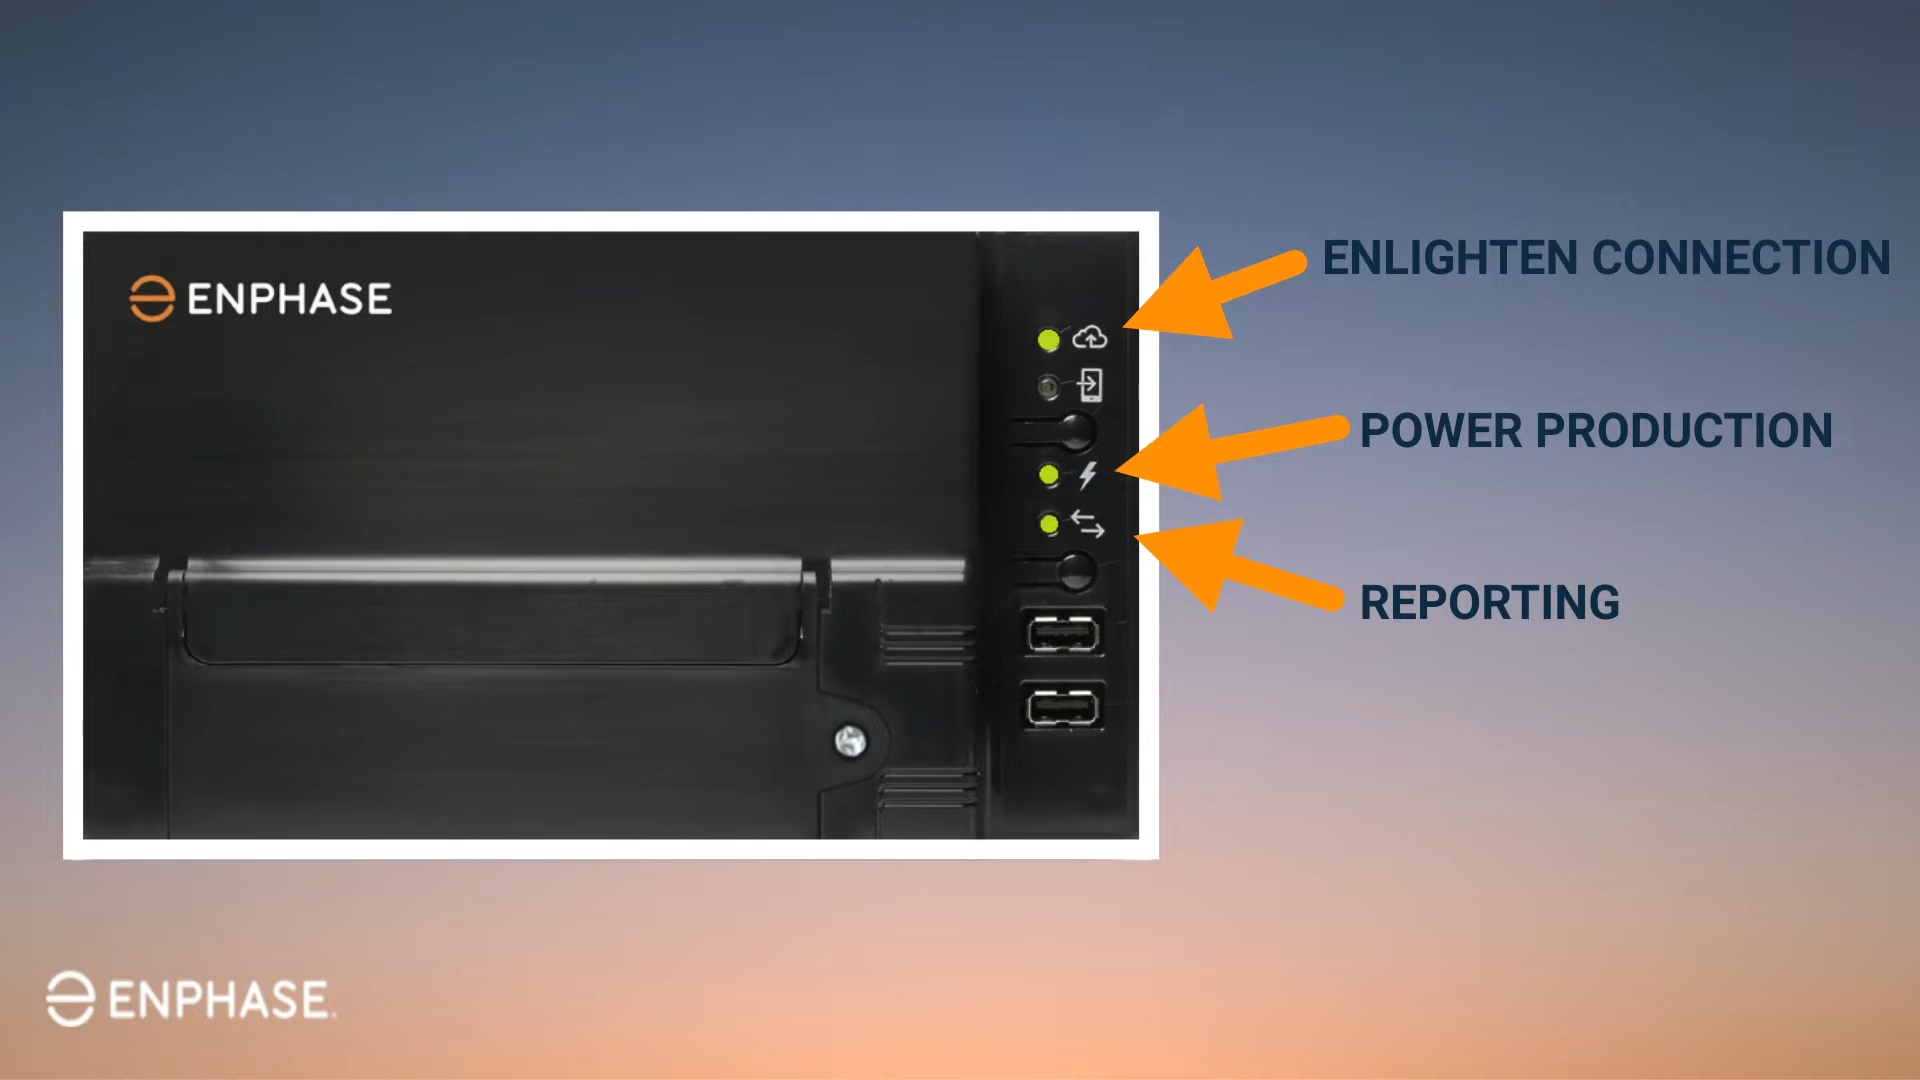 ENPHASE
ENLIGHTEN CONNECTION
POWER PRODUCTION
REPORTING
ENPHASE.